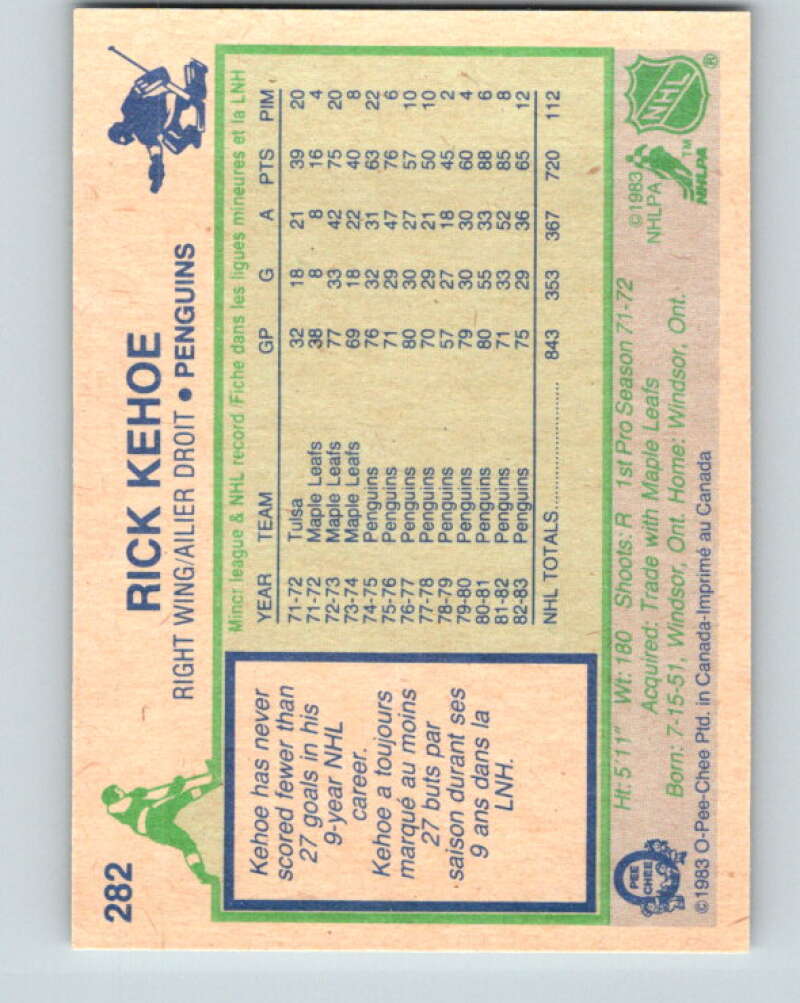 282
RICK KEHOE
RIGHT WING/AILIER DROIT • PENGUINS
Minor league & NHL record/Fiche dans les ligues mineures et la LNH
YEAR TEAM GP G A PTS PIM
71-72 Tulsa 32 18 21 39 20
71-72 Maple Leafs 38 8 8 16 4
72-73 Maple Leafs 77 33 42 75 20
73-74 Maple Leafs 69 18 22 40 8
74-75 Penguins 76 32 31 63 22
75-76 Penguins 71 29 47 76 6
76-77 Penguins 80 30 27 57 10
77-78 Penguins 70 29 21 50 10
78-79 Penguins 57 27 18 45 2
79-80 Penguins 79 30 30 60 4
80-81 Penguins 80 55 33 88 6
81-82 Penguins 71 33 52 85 8
82-83 Penguins 75 29 36 65 12
NHL TOTALS.................... 843 353 367 720 112
Kehoe has never
scored fewer than
27 goals in his
9-year NHL
career.
Kehoe a toujours
marqué au moins
27 buts par
saison durant ses
9 ans dans la
LNH.
Ht: 5'11" Wt: 180 Shoots: R 1st Pro Season 71-72
Acquired: Trade with Maple Leafs
Born: 7-15-51, Windsor, Ont. Home: Windsor, Ont.
©1983 O-Pee-Chee Ptd. in Canada-Imprimé au Canada
O
PEE
CHEE
©1983
NHLPA
NHL
®
TM
NHLPA